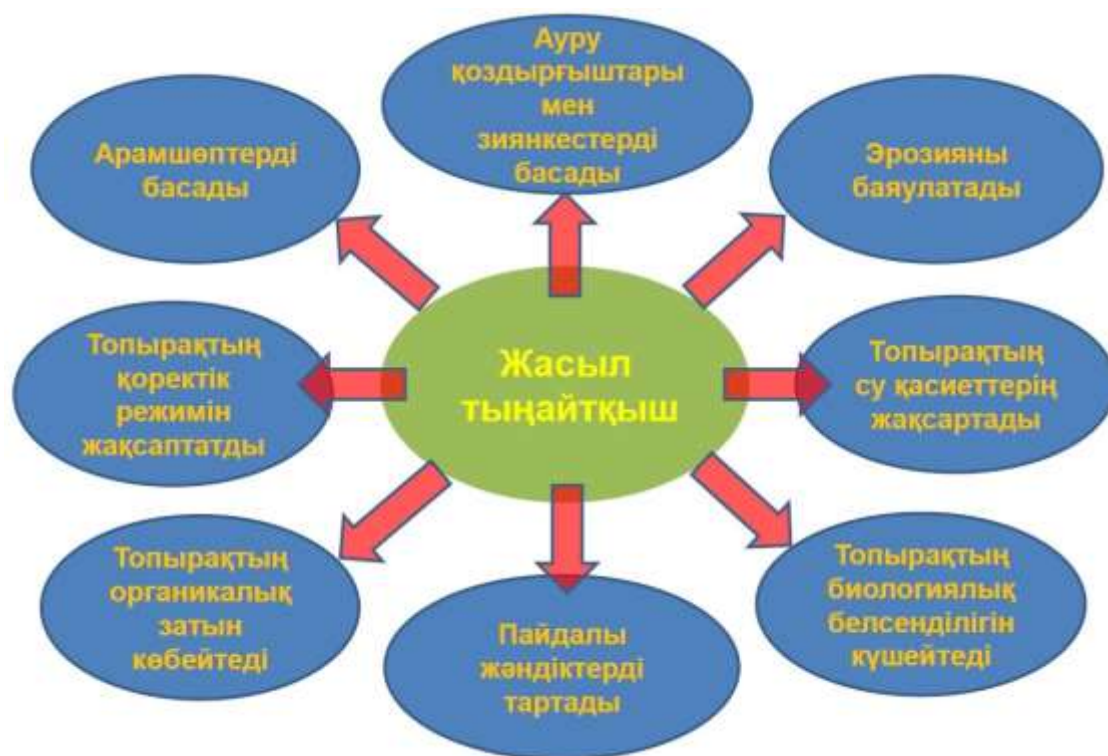 Ауру
қоздырғыштары
мен
зиянкестерді
басады
Арамшөптерді
басады
Эрозияны
баяулатады
Топырақтың
қоректік
режимін
жақсаптатды
Жасыл
тыңайтқыш
Топырақтың
су қасиеттерің
жақсартады
Топырақтың
органикалық
затын
көбейтеді
Пайдалы
жәндіктерді
тартады
Топырақтың
биологиялық
белсенділігін
күшейтеді